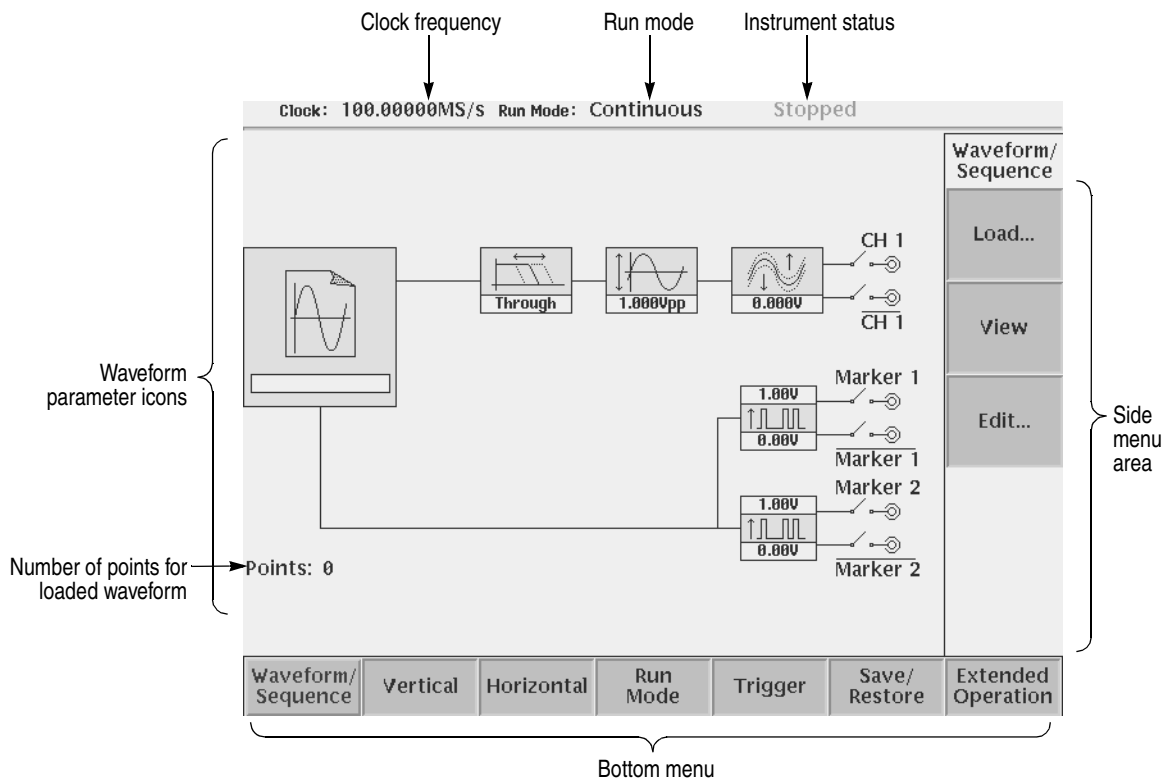 Clock frequency
Run mode
Instrument status
Clock: 100.00000MS/s Run Mode: Continuous Stopped
Waveform/
Sequence
Load...
View
Edit...
Side
menu
area
Waveform
parameter icons
Through
1.000Vpp
0.000V
CH 1
CH 1
1.00V
0.00V
Marker 1
Marker 1
1.00V
0.00V
Marker 2
Marker 2
Number of points for
loaded waveform
Points: 0
Waveform/
Sequence
Vertical
Horizontal
Run
Mode
Trigger
Save/
Restore
Extended
Operation
Bottom menu